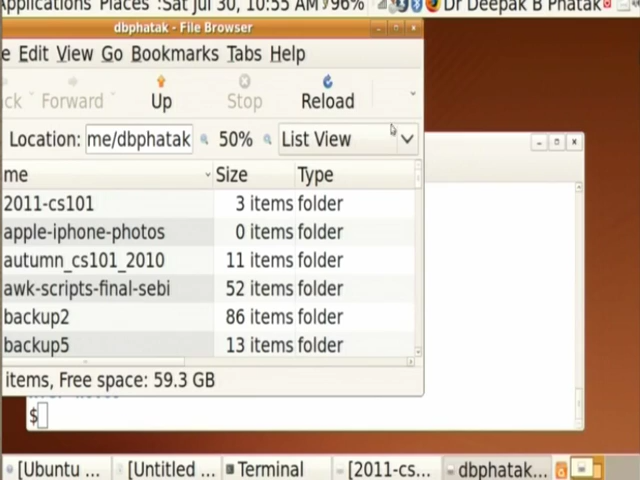 Applications Places :Sat Jul 30, 10:55 AM 96% Dr Deepak B Phatak
dbphatak - File Browser
e Edit View Go Bookmarks Tabs Help
ck Forward Up Stop Reload
Location: me/dbphatak 50% List View
me Size Type
2011-cs101 3 items folder
apple-iphone-photos 0 items folder
autumn_cs101_2010 11 items folder
awk-scripts-final-sebi 52 items folder
backup2 86 items folder
backup5 13 items folder
items, Free space: 59.3 GB
$
[Ubuntu ... [Untitled ... Terminal [2011-cs... dbphatak...